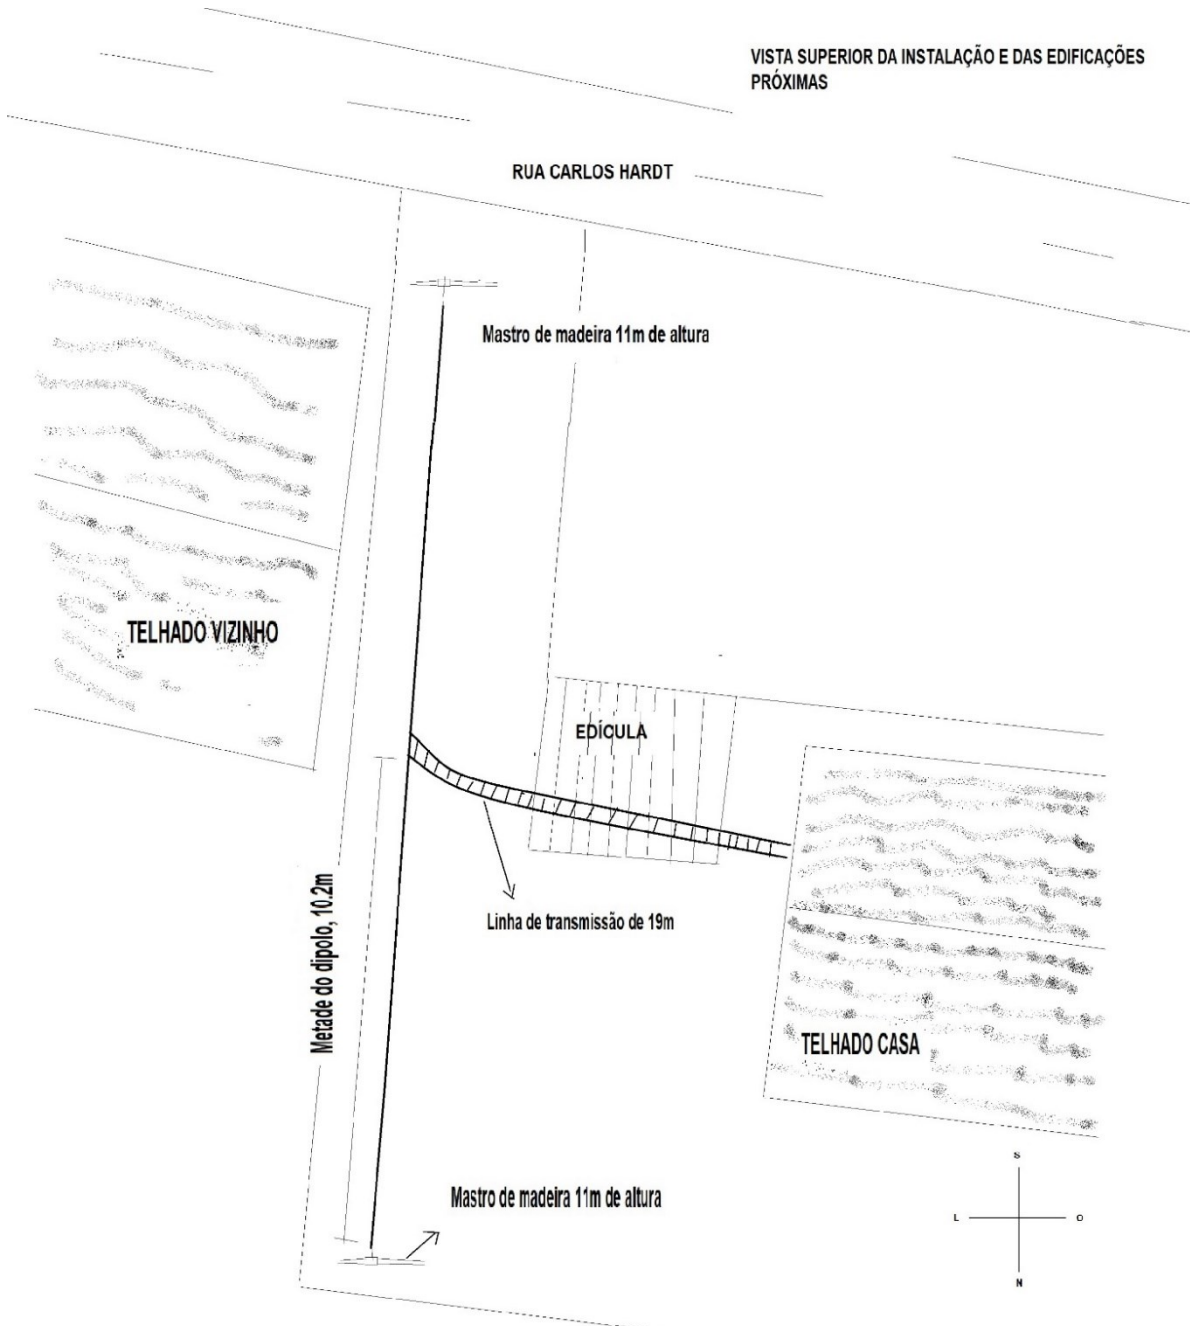 VISTA SUPERIOR DA INSTALAÇÃO E DAS EDIFICAÇÕES
PRÓXIMAS
RUA CARLOS HARDT
Mastro de madeira 11m de altura
TELHADO VIZINHO
EDÍCULA
Linha de transmissão de 19m
Metade do dipolo, 10.2m
TELHADO CASA
Mastro de madeira 11m de altura
S
L
O
N